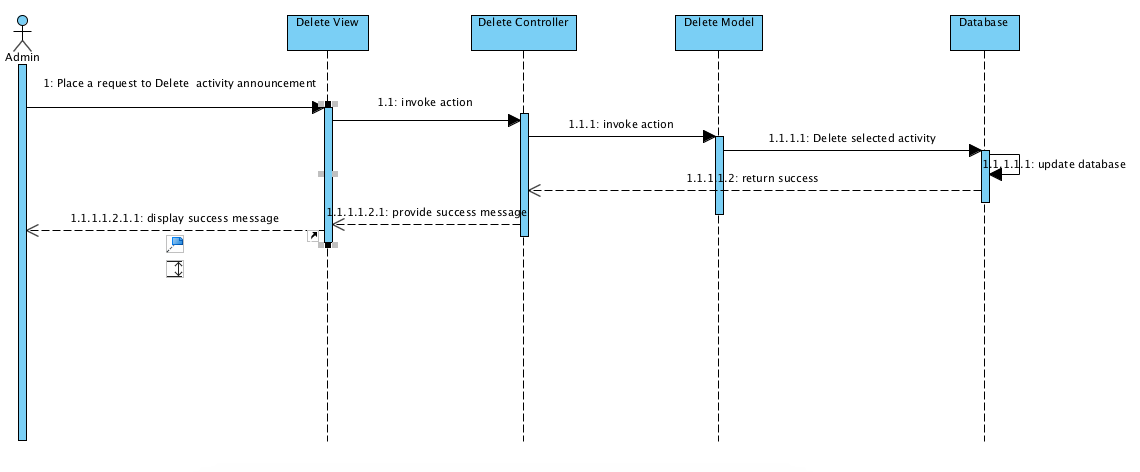 Delete View
Delete Controller
Delete Model
Database
Admin
1: Place a request to Delete  activity announcement
1.1: invoke action
1.1.1: invoke action
1.1.1.1: Delete selected activity
1.1.1.1.1: update database
1.1.1.1.2: return success
1.1.1.1.2.1: provide success message
1.1.1.1.2.1.1: display success message